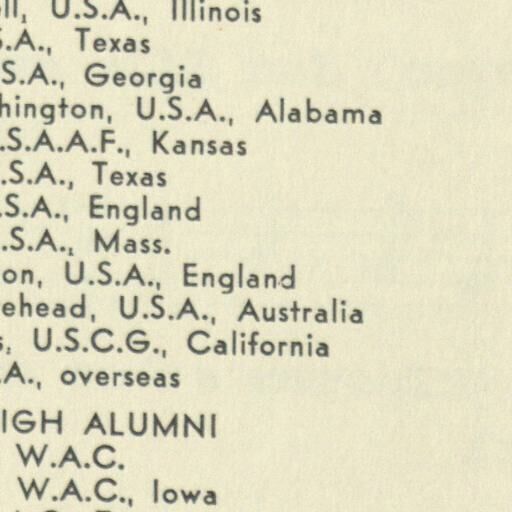 ll, U.S.A., Illinois
S.A., Texas
S.A., Georgia
hington, U.S.A., Alabama
.S.A.A.F., Kansas
.S.A., Texas
.S.A., England
.S.A., Mass.
on, U.S.A., England
ehead, U.S.A., Australia
s, U.S.C.G., California
.A., overseas
IGH ALUMNI
W.A.C.
W.A.C., Iowa